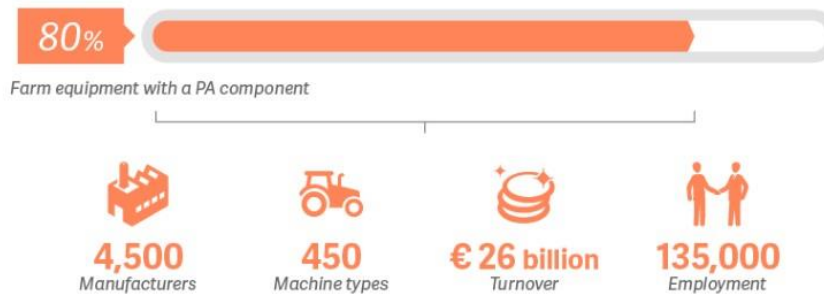 80%
Farm equipment with a PA component
4,500
Manufacturers
450
Machine types
€ 26 billion
Turnover
135,000
Employment